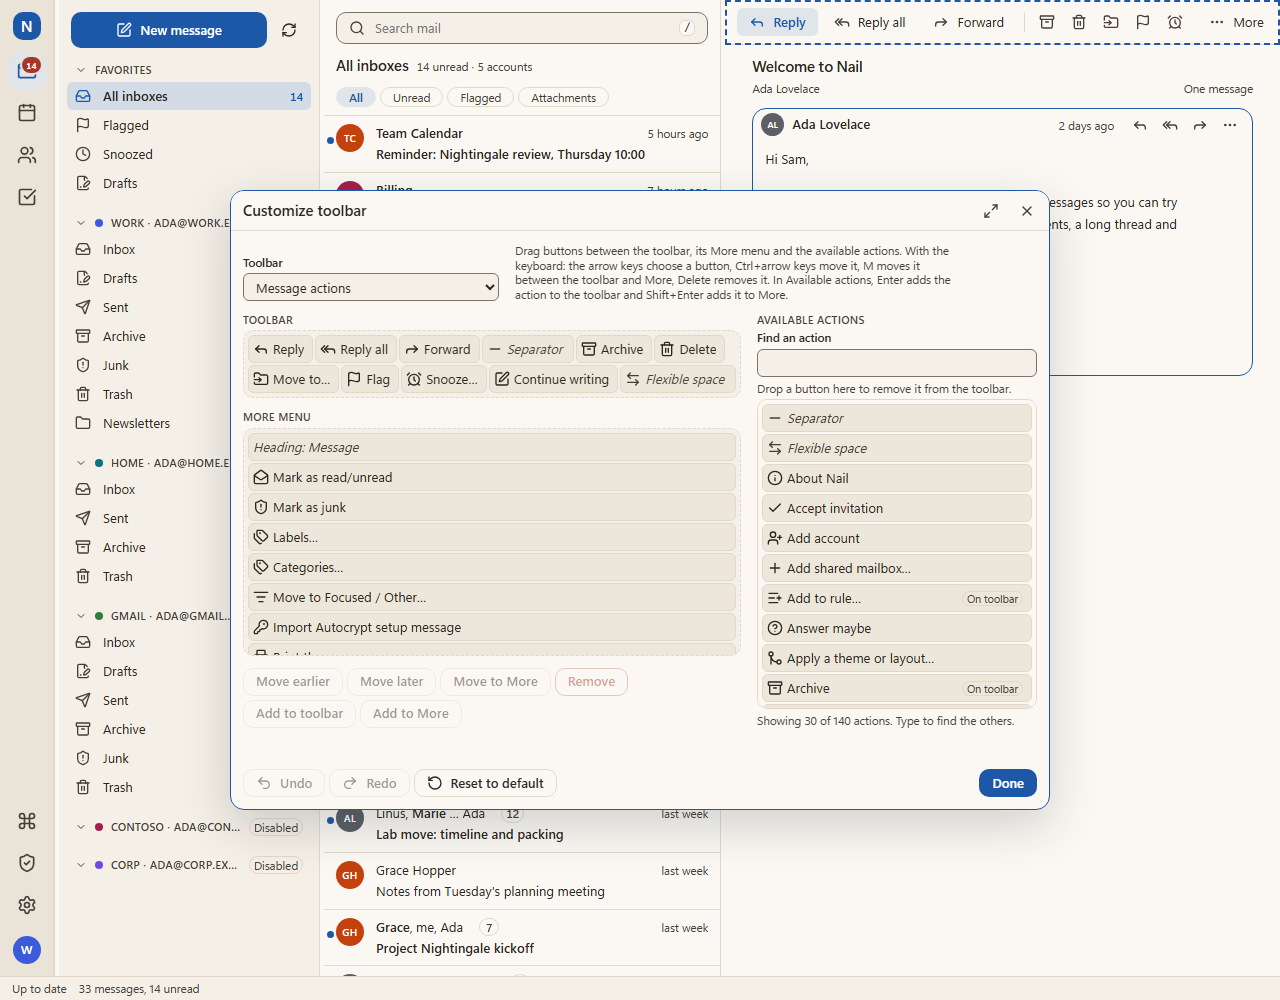 N
New message
14
FAVORITES
All inboxes 14
Flagged
Snoozed
Drafts
WORK · ADA@WORK.E
Inbox
Drafts
Sent
Archive
Junk
Trash
Newsletters
HOME · ADA@HOME.E
Inbox
Sent
Archive
Trash
GMAIL · ADA@GMAIL...
Inbox
Drafts
Sent
Archive
Junk
Trash
CONTOSO · ADA@CON... Disabled
CORP · ADA@CORP.EX... Disabled
W
Search mail /
All inboxes 14 unread · 5 accounts
All Unread Flagged Attachments
TC Team Calendar 5 hours ago
Reminder: Nightingale review, Thursday 10:00
Billing 7 hours ago
AL Linus, Marie ... Ada 12 last week
Lab move: timeline and packing
GH Grace Hopper last week
Notes from Tuesday's planning meeting
GH Grace, me, Ada 7 last week
Project Nightingale kickoff
Reply Reply all Forward More
Welcome to Nail
Ada Lovelace One message
AL Ada Lovelace 2 days ago
Hi Sam,
essages so you can try
nts, a long thread and
Customize toolbar
Toolbar
Message actions
Drag buttons between the toolbar, its More menu and the available actions. With the
keyboard: the arrow keys choose a button, Ctrl+arrow keys move it, M moves it
between the toolbar and More, Delete removes it. In Available actions, Enter adds the
action to the toolbar and Shift+Enter adds it to More.
TOOLBAR
Reply Reply all Forward Separator Archive Delete
Move to... Flag Snooze... Continue writing Flexible space
MORE MENU
Heading: Message
Mark as read/unread
Mark as junk
Labels...
Categories...
Move to Focused / Other...
Import Autocrypt setup message
Move earlier Move later Move to More Remove
Add to toolbar Add to More
AVAILABLE ACTIONS
Find an action
Drop a button here to remove it from the toolbar.
Separator
Flexible space
About Nail
Accept invitation
Add account
Add shared mailbox...
Add to rule... On toolbar
Answer maybe
Apply a theme or layout...
Archive On toolbar
Showing 30 of 140 actions. Type to find the others.
Undo Redo Reset to default Done
Up to date 33 messages, 14 unread